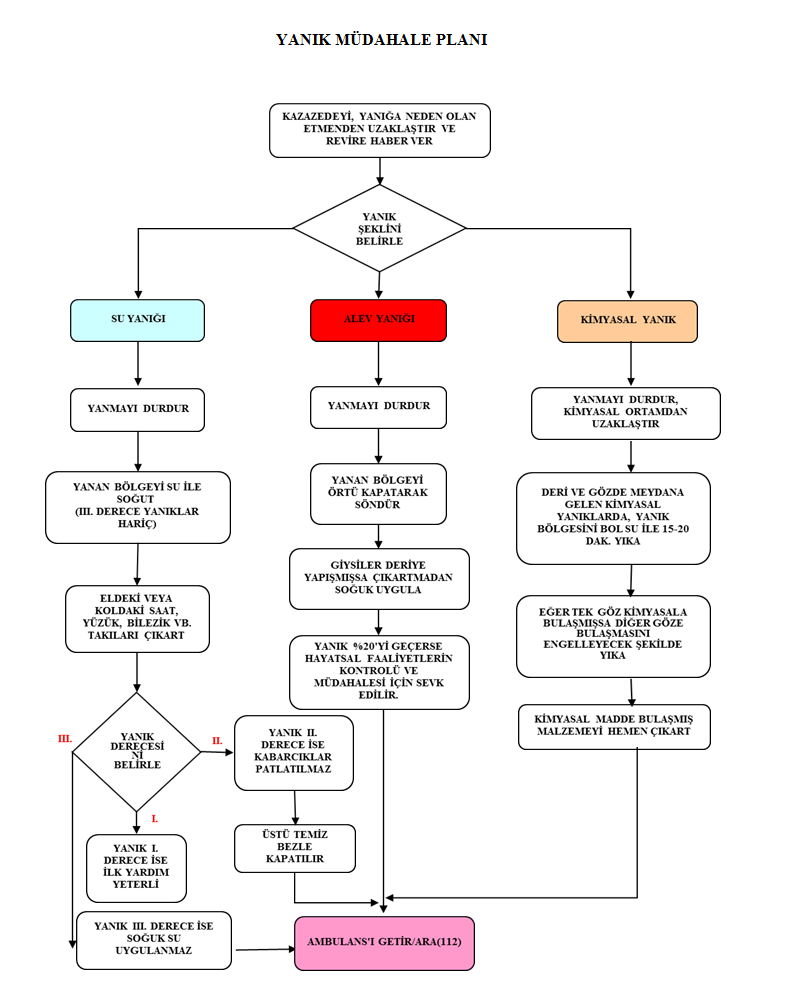 YANIK MÜDAHALE PLANI
KAZAZEDEYİ, YANIĞA NEDEN OLAN
ETMENDEN UZAKLAŞTIR VE
REVİRE HABER VER
YANIK
ŞEKLİNİ
BELİRLE
SU YANIĞI
ALEV YANIĞI
KİMYASAL YANIK
YANMAYI DURDUR
YANMAYI DURDUR
YANMAYI DURDUR,
KİMYASAL ORTAMDAN
UZAKLAŞTIR
YANAN BÖLGEYİ SU İLE
SOĞUT
(III. DERECE YANIKLAR
HARİÇ)
YANAN BÖLGEYİ
ÖRTÜ KAPATARAK
SÖNDÜR
DERİ VE GÖZDE MEYDANA
GELEN KİMYASAL
YANIKLARDA, YANIK
BÖLGESİNİ BOL SU İLE 15-20
DAK. YIKA
ELDEKİ VEYA
KOLDAKİ SAAT,
YÜZÜK, BİLEZİK VB.
TAKILARI ÇIKART
GİYSİLER DERİYE
YAPIŞMIŞSA ÇIKARTMADAN
SOĞUK UYGULA
EĞER TEK GÖZ KİMYASALA
BULAŞMIŞSA DİĞER GÖZE
BULAŞMASINI
ENGELLEYECEK ŞEKİLDE
YIKA
YANIK %20'Yİ GEÇERSE
HAYATSAL FAALİYETLERİN
KONTROLÜ VE
MÜDAHALESİ İÇİN SEVK
EDİLİR.
KİMYASAL MADDE BULAŞMIŞ
MALZEMEYİ HEMEN ÇIKART
III.
YANIK
DERECESİ
Nİ
BELİRLE
II.
I.
YANIK II.
DERECE İSE
KABARCIKLAR
PATLATILMAZ
YANIK I.
DERECE İSE
İLK YARDIM
YETERLİ
ÜSTÜ TEMİZ
BEZLE
KAPATILIR
YANIK III. DERECE İSE
SOĞUK SU
UYGULANMAZ
AMBULANS'I GETİR/ARA(112)